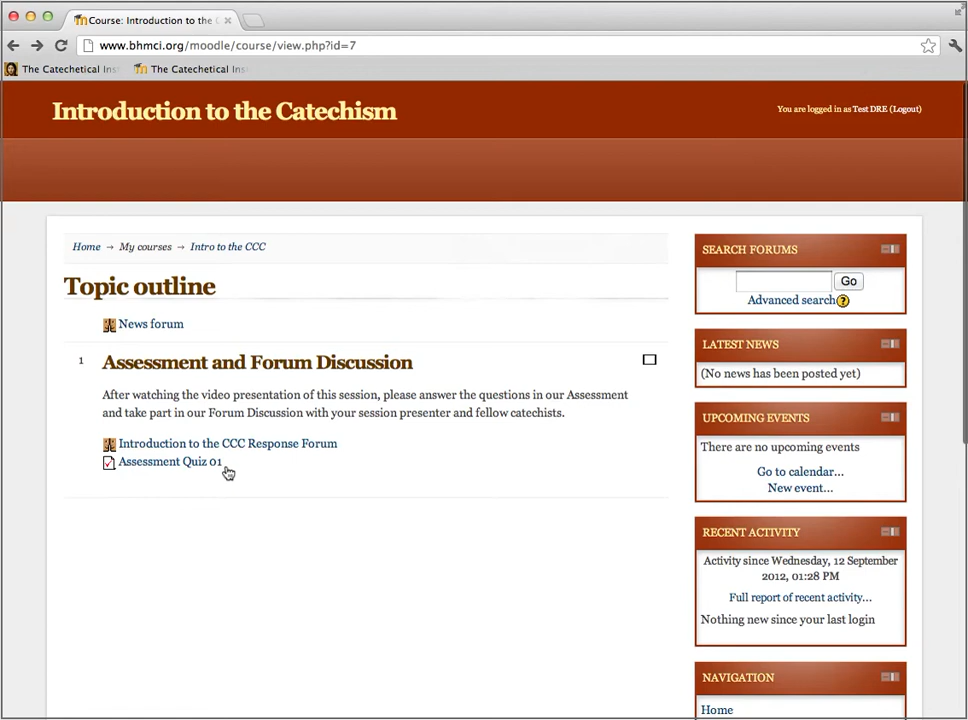 Course: Introduction to the C
www.bhmci.org/moodle/course/view.php?id=7
The Catechetical Ins
The Catechetical Ins
Introduction to the Catechism
You are logged in as Test DRE (Logout)
Home → My courses → Intro to the CCC
Topic outline
News forum
1
Assessment and Forum Discussion
After watching the video presentation of this session, please answer the questions in our Assessment
and take part in our Forum Discussion with your session presenter and fellow catechists.
Introduction to the CCC Response Forum
Assessment Quiz 01
SEARCH FORUMS
Go
Advanced search ?
LATEST NEWS
(No news has been posted yet)
UPCOMING EVENTS
There are no upcoming events
Go to calendar...
New event...
RECENT ACTIVITY
Activity since Wednesday, 12 September
2012, 01:28 PM
Full report of recent activity...
Nothing new since your last login
NAVIGATION
Home